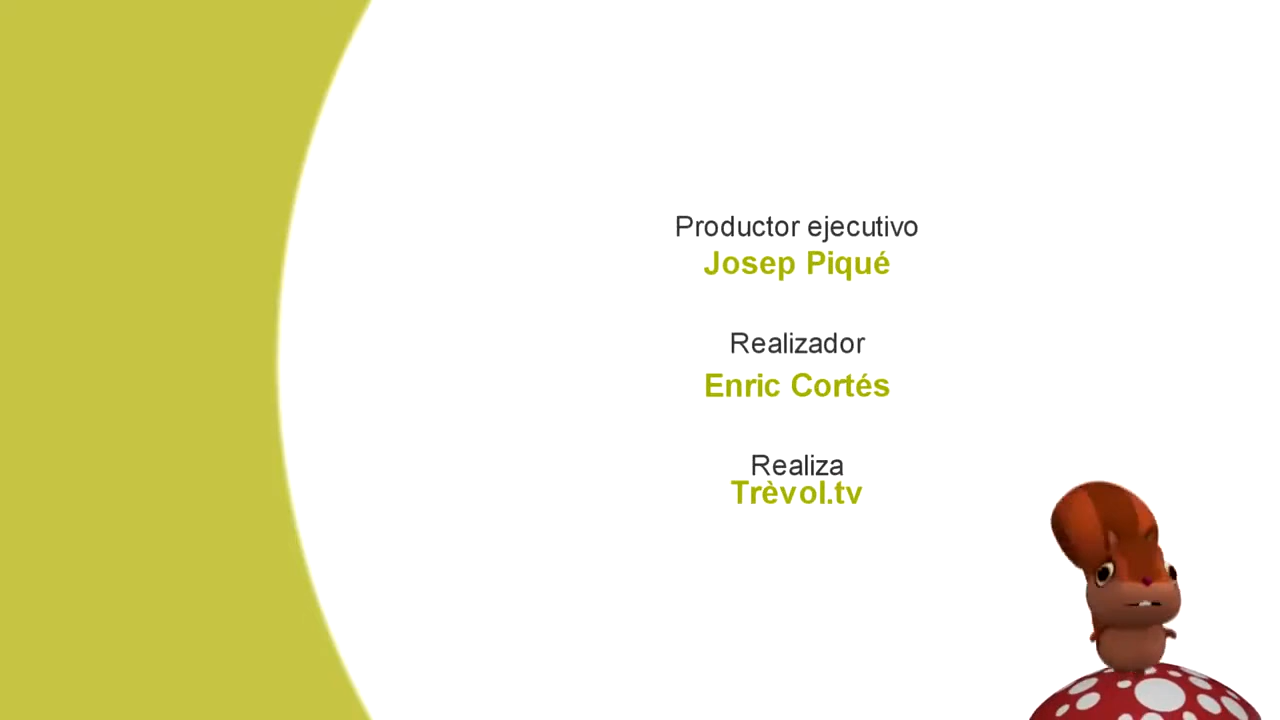 Productor ejecutivo
Josep Piqué
Realizador
Enric Cortés
Realiza
Trèvol.tv